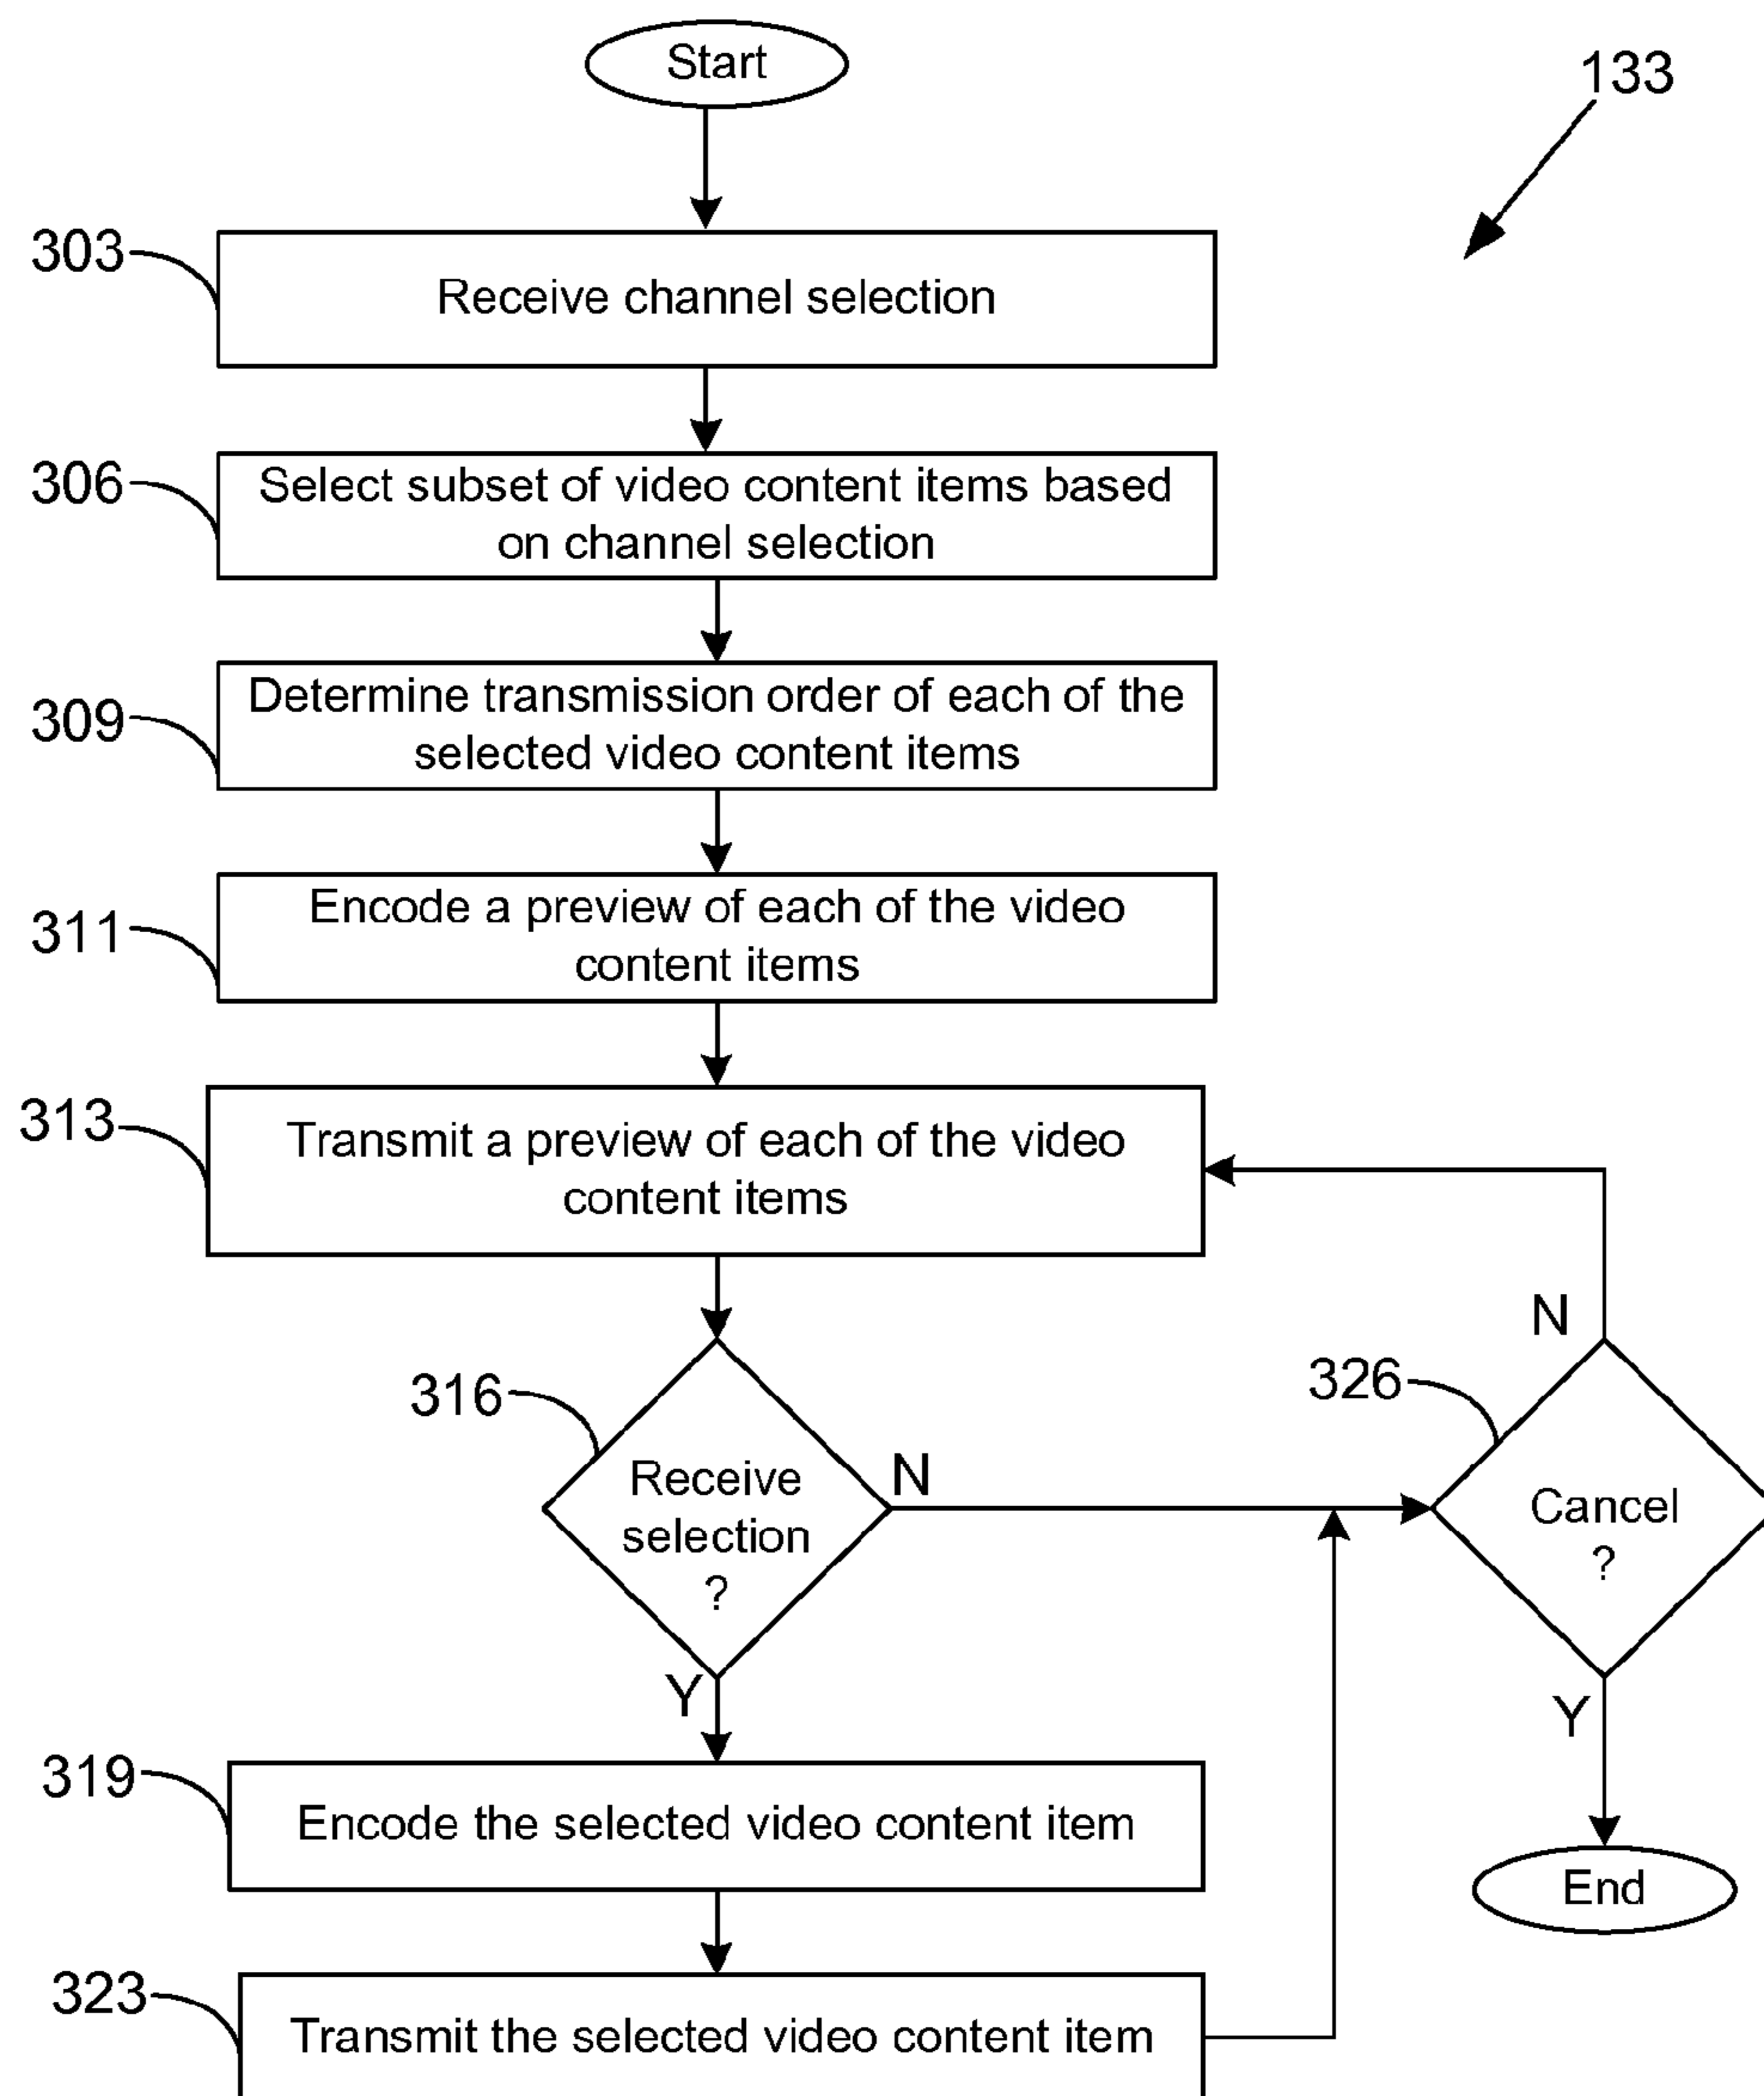 Start
133
303
Receive channel selection
306
Select subset of video content items based
on channel selection
309
Determine transmission order of each of the
selected video content items
311
Encode a preview of each of the video
content items
313
Transmit a preview of each of the video
content items
N
316
326
Receive
selection
?
N
Cancel
?
Y
Y
319
Encode the selected video content item
End
323
Transmit the selected video content item